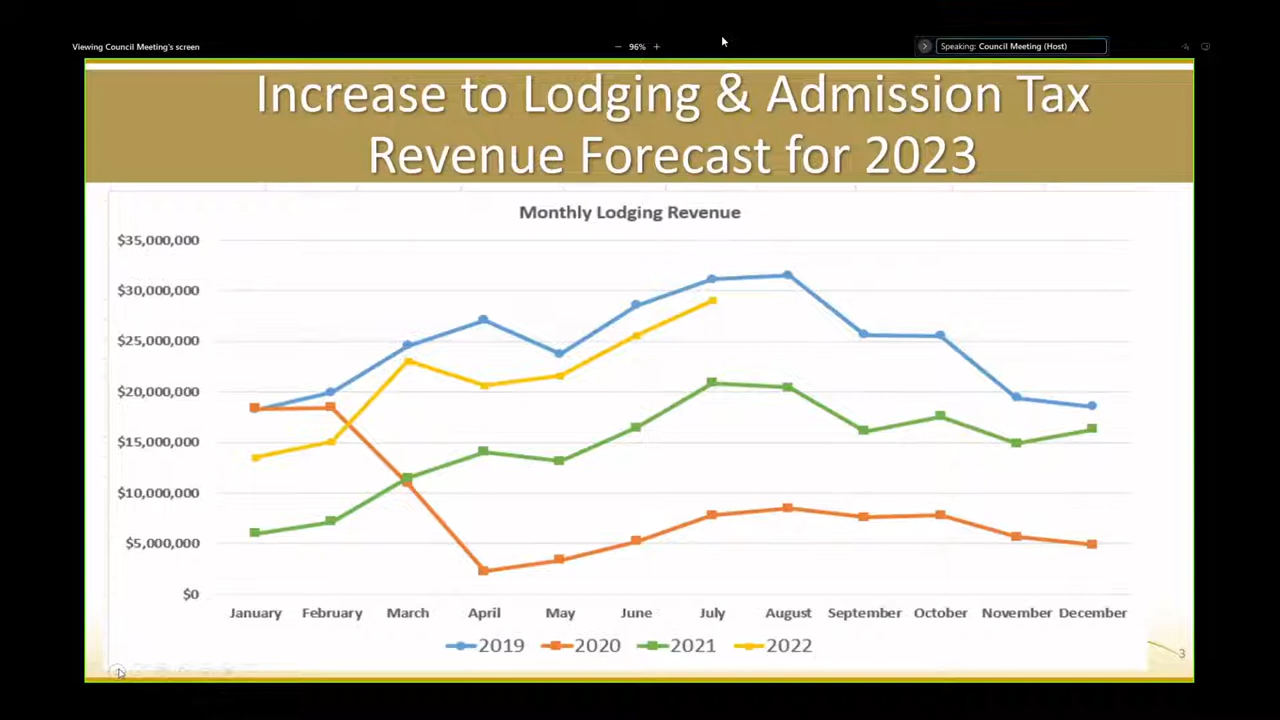 Viewing Council Meeting's screen
− 96% +
Speaking: Council Meeting (Host)
Increase to Lodging & Admission Tax
Revenue Forecast for 2023
Monthly Lodging Revenue
$35,000,000
$30,000,000
$25,000,000
$20,000,000
$15,000,000
$10,000,000
$5,000,000
$0
January February March April May June July August September October November December
2019 2020 2021 2022
3